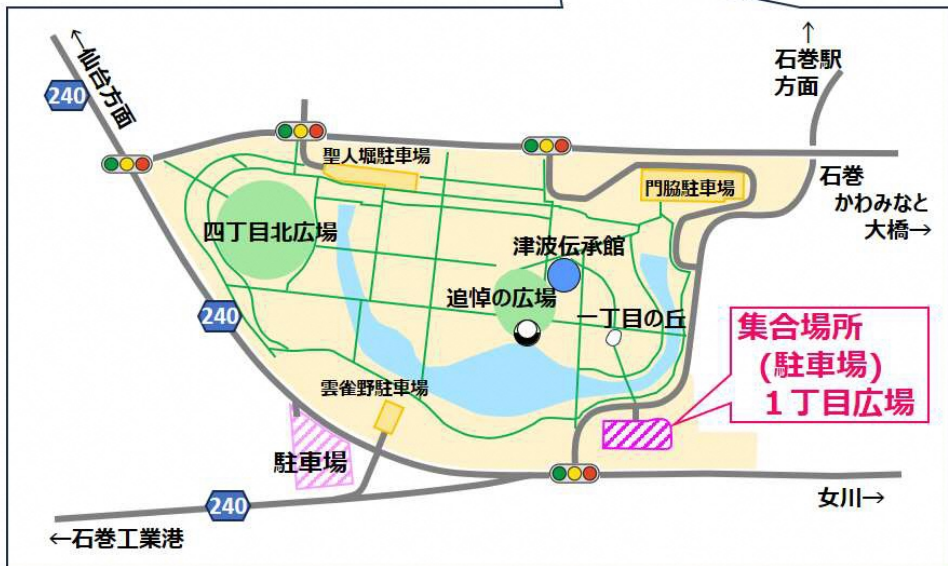 ↑
石巻駅
方面
←仙台方面
240
聖人堀駐車場
門脇駐車場
石巻
かわみなと
大橋→
四丁目北広場
津波伝承館
追悼の広場
一丁目の丘
240
集合場所
(駐車場)
1丁目広場
雲雀野駐車場
駐車場
240
女川→
←石巻工業港